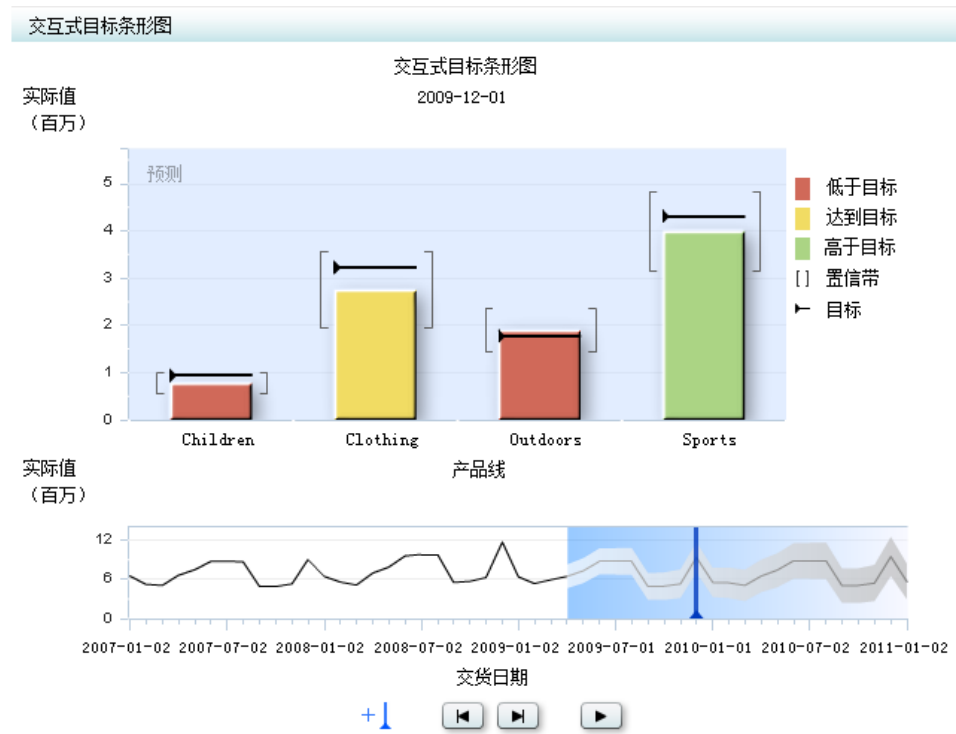 交互式目标条形图
交互式目标条形图
实际值
（百万）
2009-12-01
预测
5
4
3
2
1
0
低于目标
达到目标
高于目标
[] 置信带
目标
Children Clothing Outdoors Sports
产品线
实际值
（百万）
12
6
0
2007-01-02 2007-07-02 2008-01-02 2008-07-02 2009-01-02 2009-07-01 2010-01-01 2010-07-02 2011-01-02
交货日期